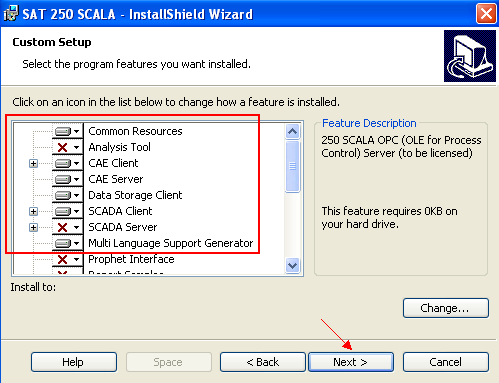 SAT 250 SCALA - InstallShield Wizard
Custom Setup
Select the program features you want installed.
Click on an icon in the list below to change how a feature is installed.
Common Resources
Analysis Tool
CAE Client
CAE Server
Data Storage Client
SCADA Client
SCADA Server
Multi Language Support Generator
Prophet Interface
Report Samples
Feature Description
250 SCALA OPC (OLE for Process
Control) Server (to be licensed)
This feature requires 0KB on
your hard drive.
Install to:
Change...
Help
Space
< Back
Next >
Cancel